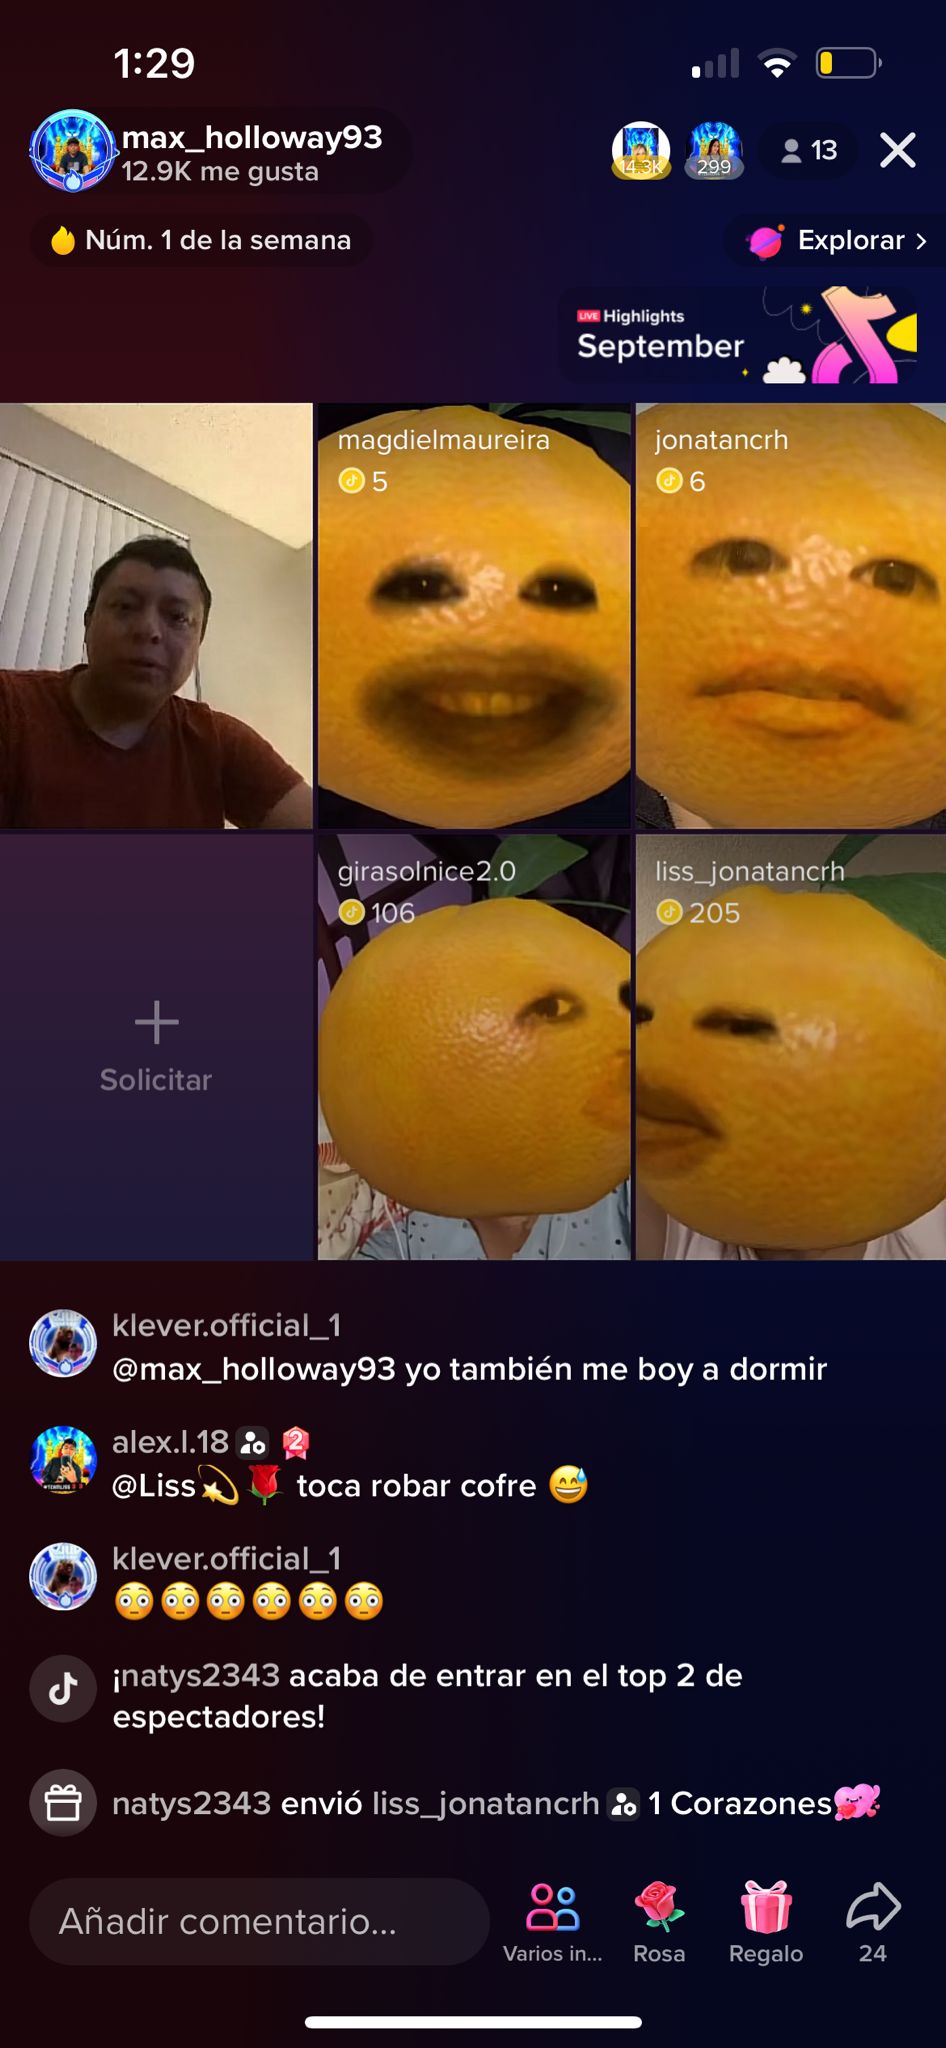 1:29
max_holloway93
12.9K me gusta
14.3K
299
13
Núm. 1 de la semana
Explorar >
LIVE Highlights
September
magdielmaureira
5
jonatancrh
6
girasolnice2.0
106
liss_jonatancrh
205
Solicitar
klever.official_1
@max_holloway93 yo también me boy a dormir
alex.l.18 2
@Liss💫🌹 toca robar cofre 😅
klever.official_1
😳😳😳😳😳😳
¡natys2343 acaba de entrar en el top 2 de
espectadores!
natys2343 envió liss_jonatancrh 1 Corazones
Añadir comentario...
Varios in...
Rosa
Regalo
24